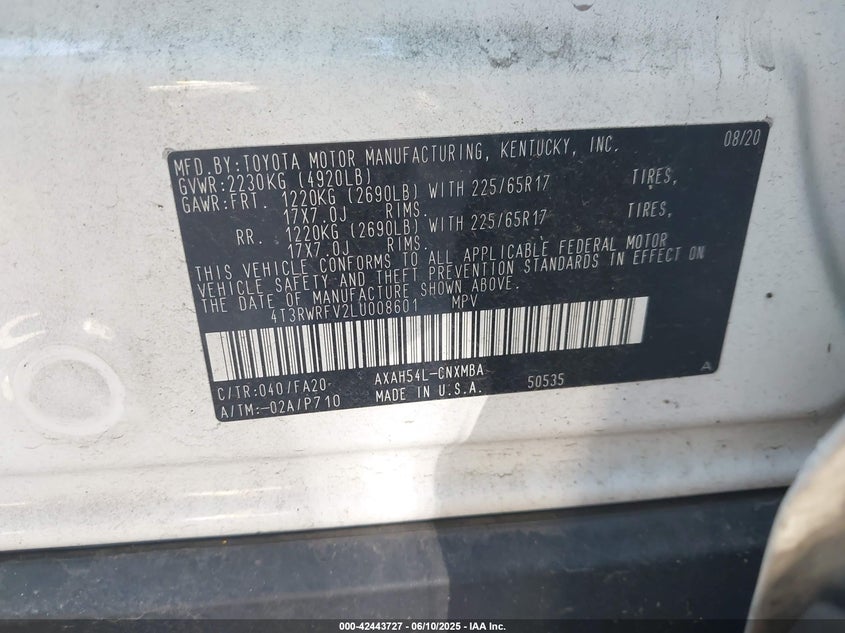 MFD.BY:TOYOTA MOTOR MANUFACTURING, KENTUCKY, INC. 08/20
GVWR:2230KG (4920LB)
GAWR:FRT. 1220KG (2690LB) WITH 225/65R17 TIRES,
17X7.0J RIMS.
RR. 1220KG (2690LB) WITH 225/65R17 TIRES,
17X7.0J RIMS.
THIS VEHICLE CONFORMS TO ALL APPLICABLE FEDERAL MOTOR
VEHICLE SAFETY AND THEFT PREVENTION STANDARDS IN EFFECT ON
THE DATE OF MANUFACTURE SHOWN ABOVE.
4T3RWRFV2LU008601 MPV
C/TR:040/FA20- AXAH54L-CNXMBA 50535 A
A/TM:-02A/P710 MADE IN U.S.A.
000-42443727 - 06/10/2025 - IAA Inc.